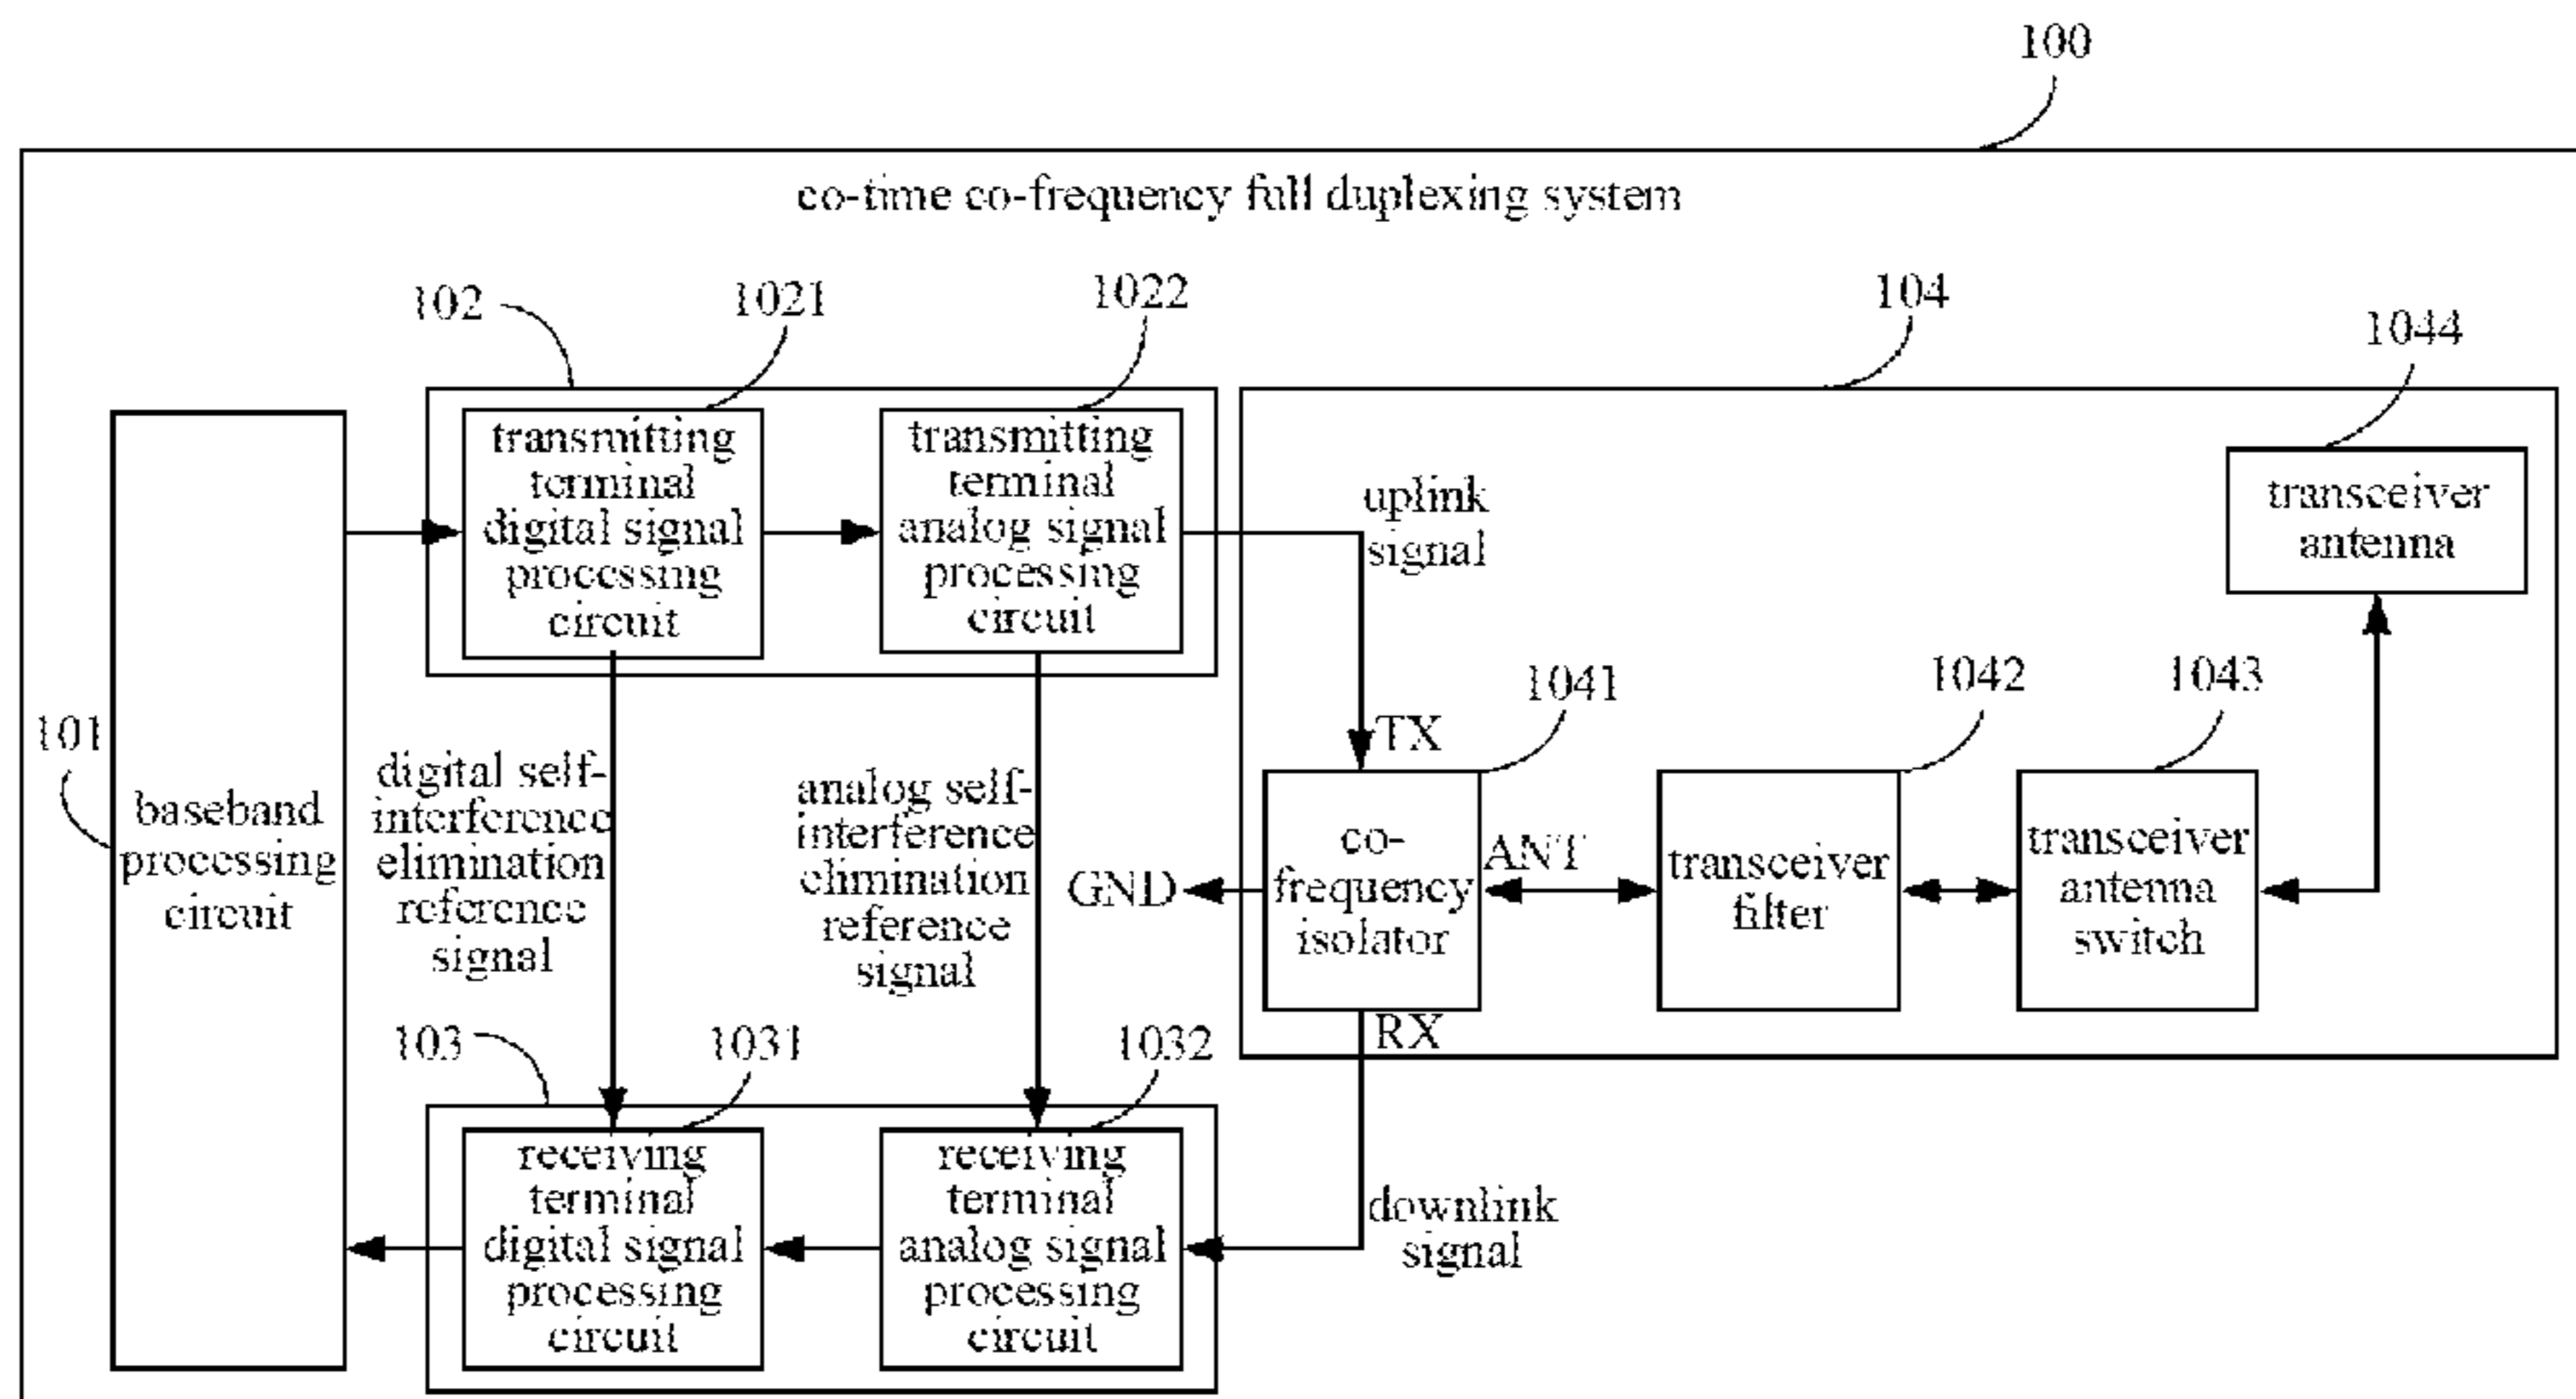 100
co-time co-frequency full duplexing system
102
1021
1022
104
1044
transmitting
terminal
digital signal
processing
circuit
transmitting
terminal
analog signal
processing
circuit
uplink
signal
transceiver
antenna
101
baseband
processing
circuit
digital self-
interference
elimination
reference
signal
analog self-
interference
elimination
reference
signal
GND
TX
1041
co-
frequency
isolator
ANT
RX
1042
transceiver
filter
1043
transceiver
antenna
switch
103
1031
1032
receiving
terminal
digital signal
processing
circuit
receiving
terminal
analog signal
processing
circuit
downlink
signal